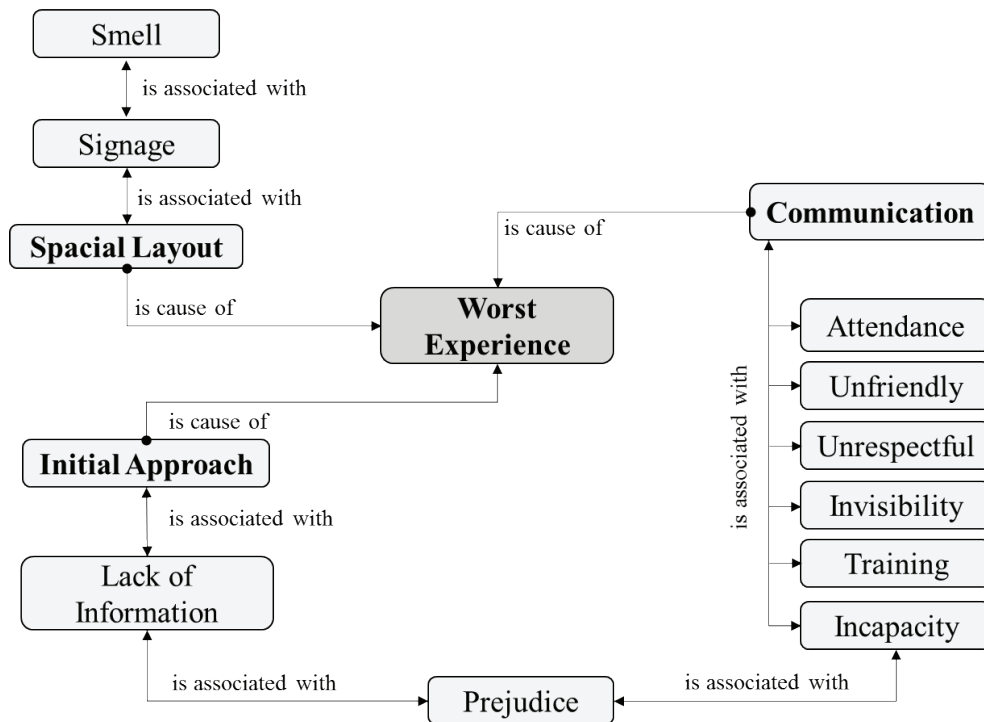 Smell
is associated with
Signage
is associated with
Spacial Layout
is cause of
Communication
is cause of
Worst
Experience
Attendance
Unfriendly
Unrespectful
Invisibility
Training
Incapacity
is associated with
is cause of
Initial Approach
is associated with
Lack of
Information
is associated with
Prejudice
is associated with